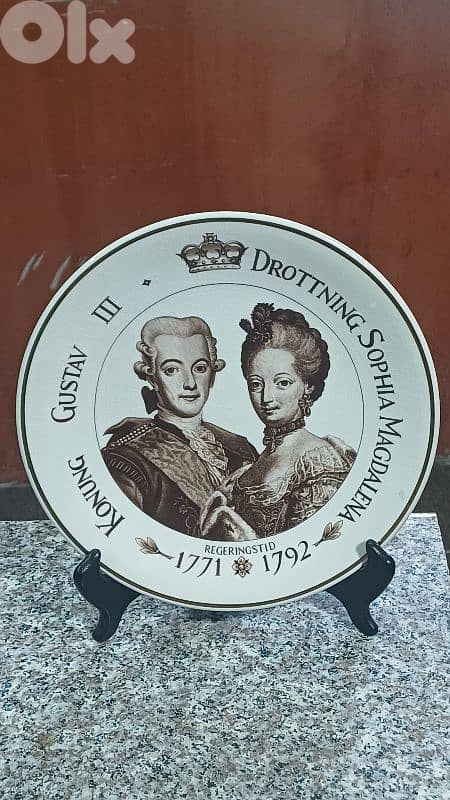 OLX
KONUNG GUSTAV III
DROTTNING SOPHIA MAGDALENA
REGERINGSTID
1771 1792